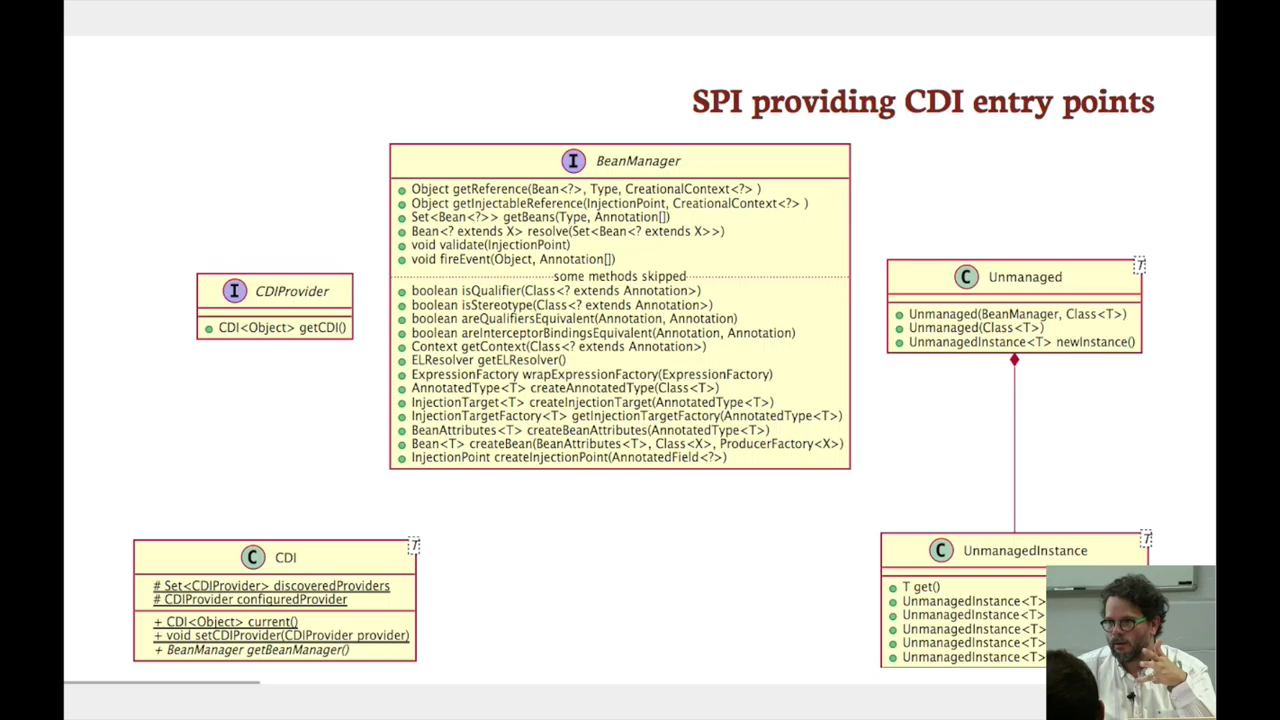 SPI providing CDI entry points
I BeanManager
Object getReference(Bean<?>, Type, CreationalContext<?> )
Object getInjectableReference(InjectionPoint, CreationalContext<?> )
Set<Bean<?>> getBeans(Type, Annotation[])
Bean<? extends X> resolve(Set<Bean<? extends X>>)
void validate(InjectionPoint)
void fireEvent(Object, Annotation[])
some methods skipped
boolean isQualifier(Class<? extends Annotation>)
boolean isStereotype(Class<? extends Annotation>)
boolean areQualifiersEquivalent(Annotation, Annotation)
boolean areInterceptorBindingsEquivalent(Annotation, Annotation)
Context getContext(Class<? extends Annotation>)
ELResolver getELResolver()
ExpressionFactory wrapExpressionFactory(ExpressionFactory)
AnnotatedType<T> createAnnotatedType(Class<T>)
InjectionTarget<T> createInjectionTarget(AnnotatedType<T>)
InjectionTargetFactory<T> getInjectionTargetFactory(AnnotatedType<T>)
BeanAttributes<T> createBeanAttributes(AnnotatedType<T>)
Bean<T> createBean(BeanAttributes<T>, Class<X>, ProducerFactory<X>)
InjectionPoint createInjectionPoint(AnnotatedField<?>)
I CDIProvider
CDI<Object> getCDI()
C Unmanaged T
Unmanaged(BeanManager, Class<T>)
Unmanaged(Class<T>)
UnmanagedInstance<T> newInstance()
C CDI T
# Set<CDIProvider> discoveredProviders
# CDIProvider configuredProvider
+ CDI<Object> current()
+ void setCDIProvider(CDIProvider provider)
+ BeanManager getBeanManager()
C UnmanagedInstance T
T get()
UnmanagedInstance<T>
UnmanagedInstance<T>
UnmanagedInstance<T>
UnmanagedInstance<T>
UnmanagedInstance<T>